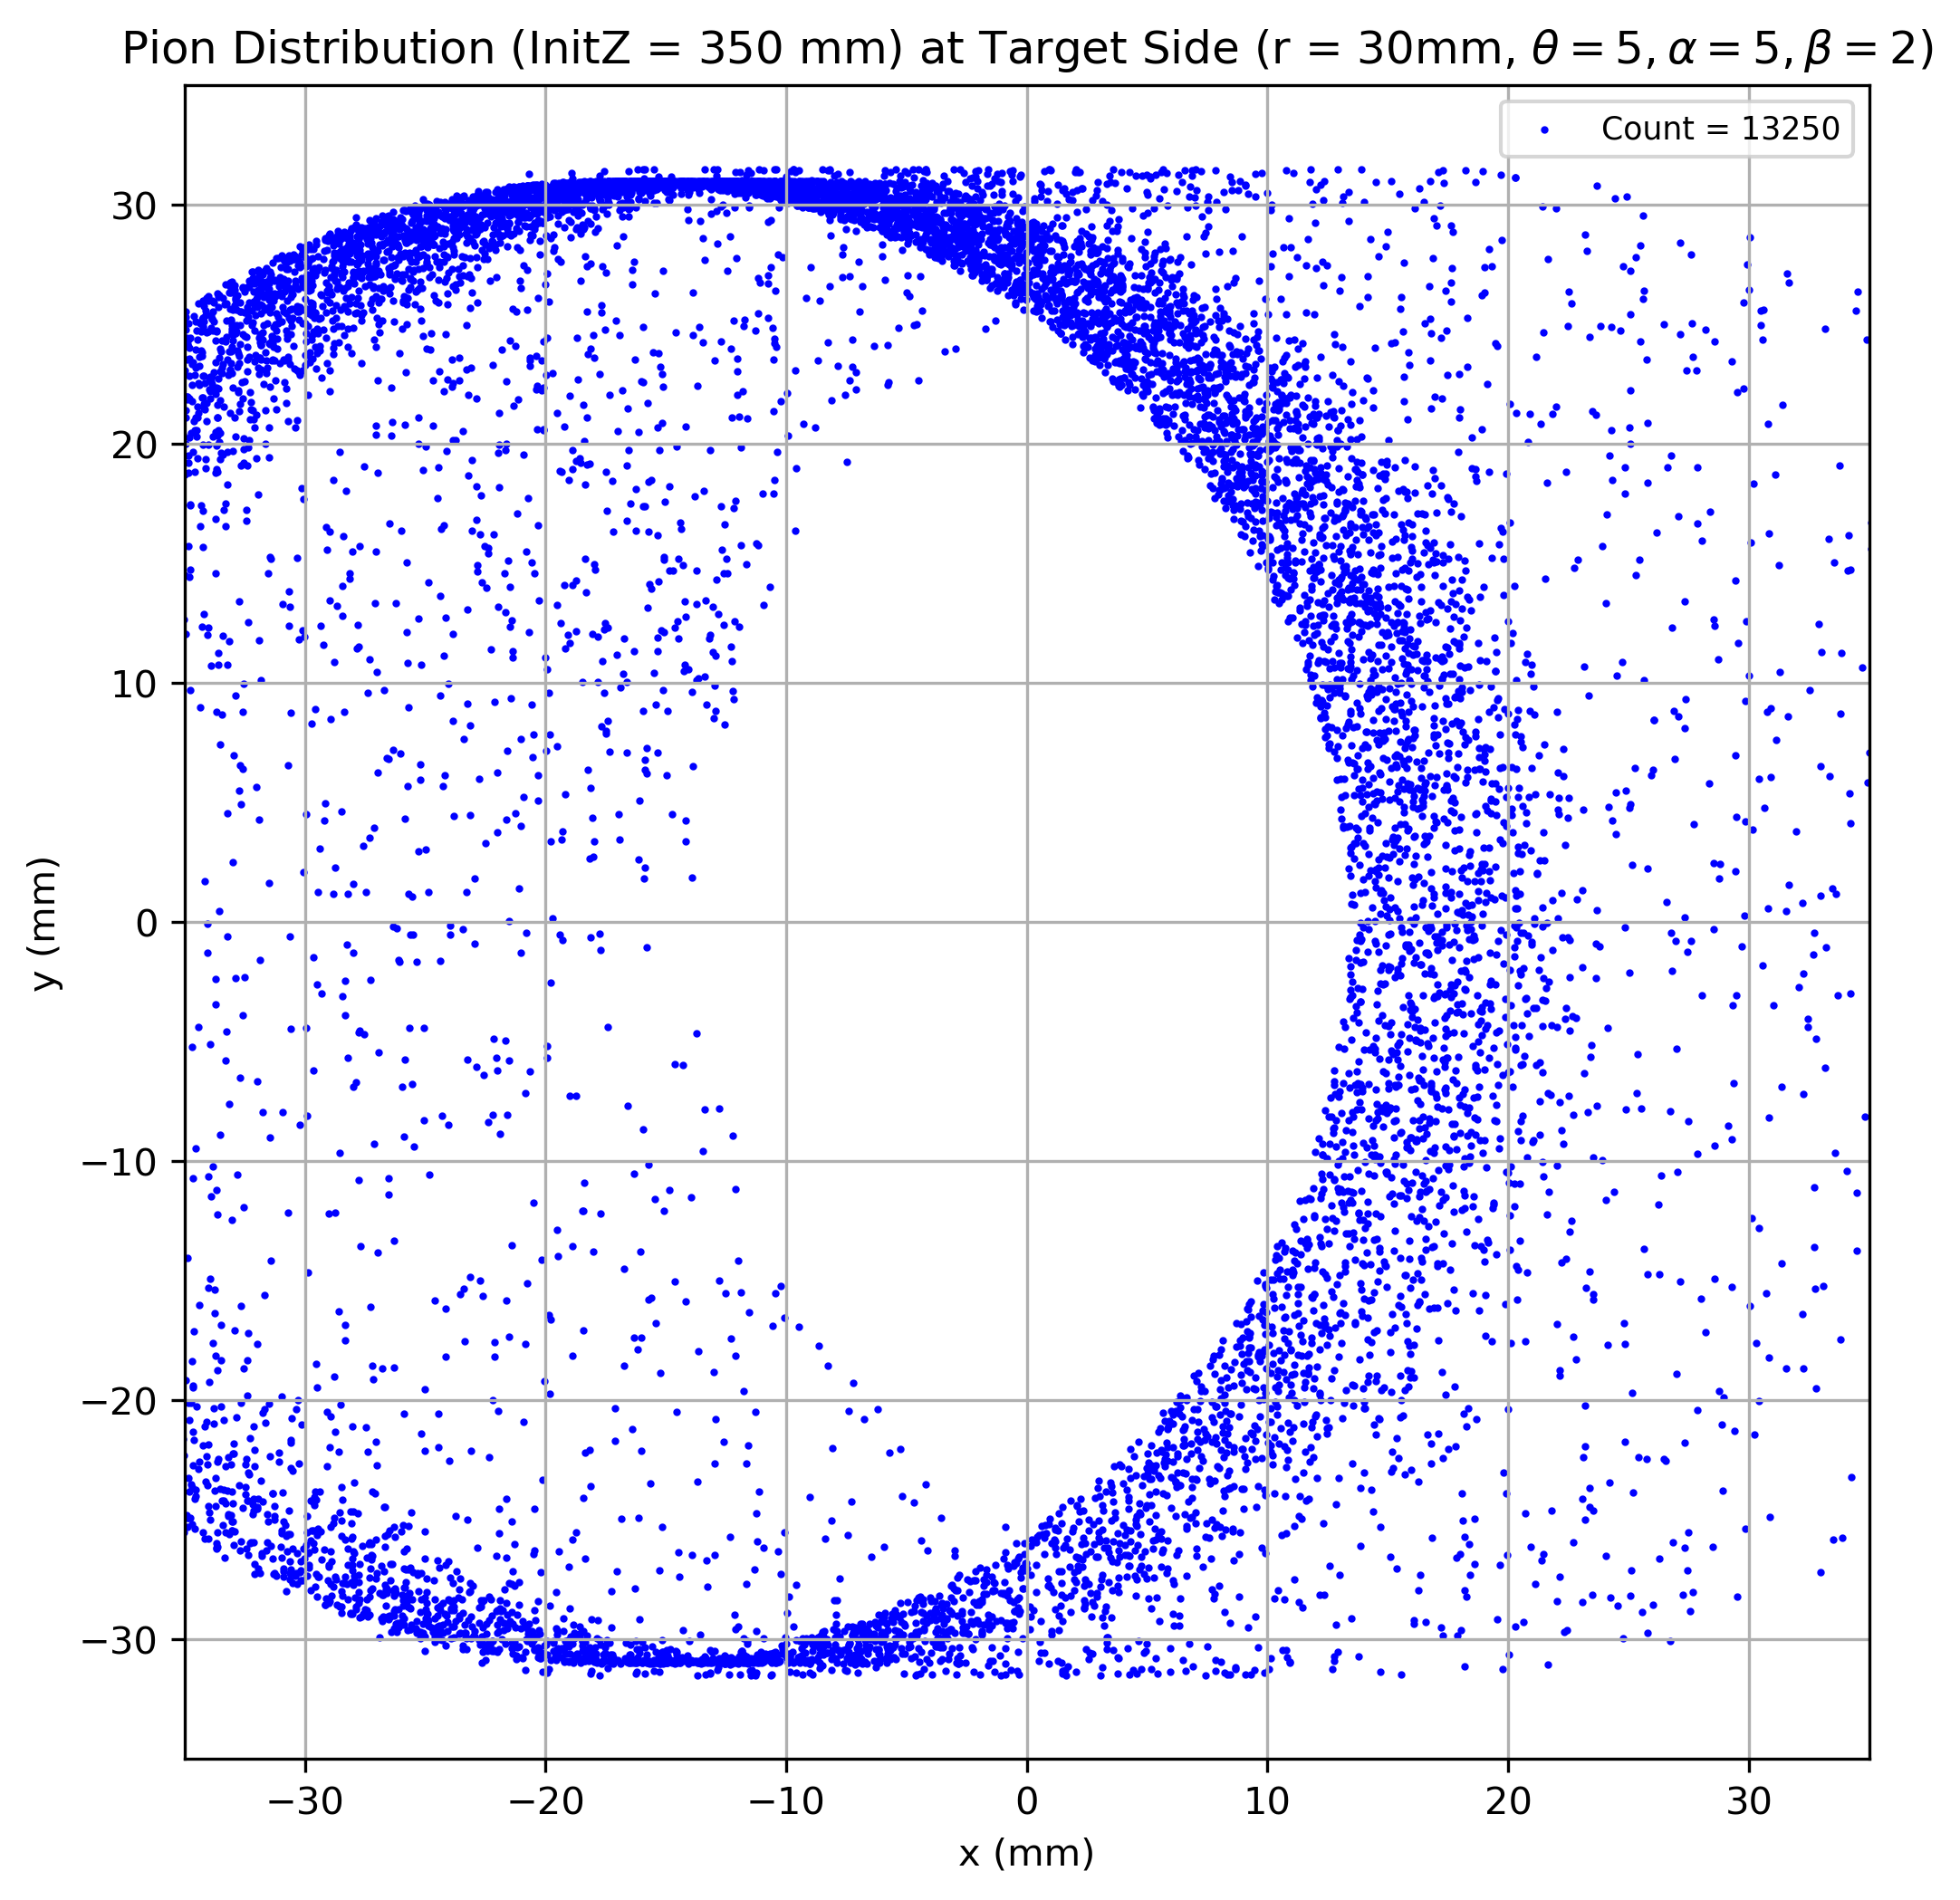 Pion Distribution (InitZ = 350 mm) at Target Side (r = 30mm, θ = 5, α = 5, β = 2)
Count = 13250
30
20
10
0
−10
−20
−30
y (mm)
−30 −20 −10 0 10 20 30
x (mm)